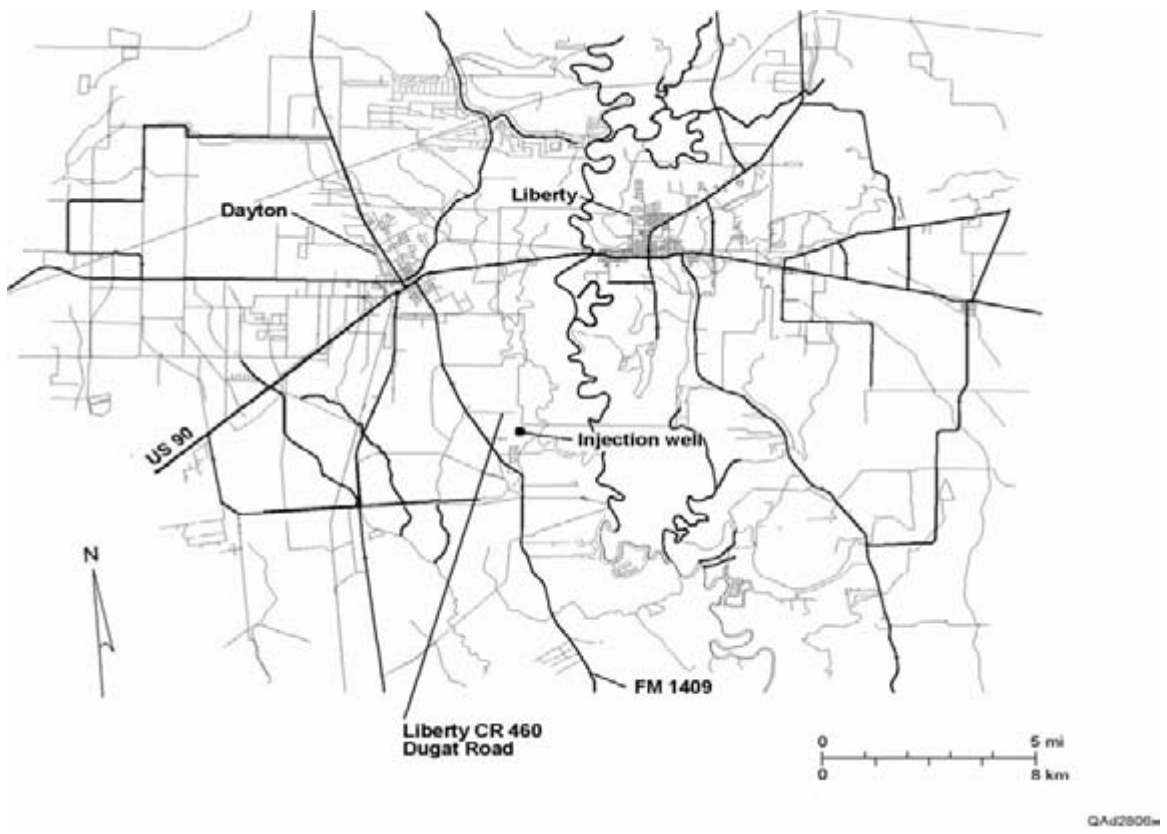 Liberty
Dayton
Injection well
US 90
N
FM 1409
Liberty CR 460
Dugat Road
0 5 mi
0 8 km